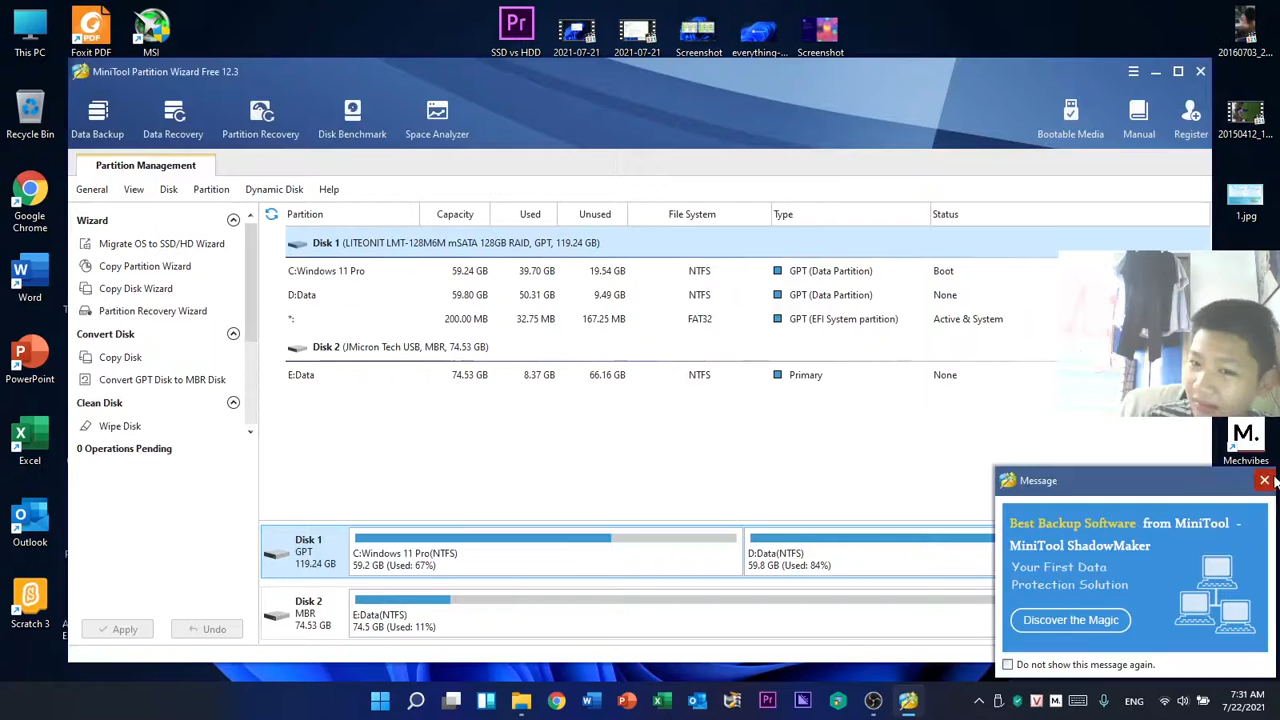 This PC
Foxit PDF
MSI
SSD vs HDD
2021-07-21
2021-07-21
Screenshot
everything-...
Screenshot
20160703_2...
MiniTool Partition Wizard Free 12.3
Data Backup
Data Recovery
Partition Recovery
Disk Benchmark
Space Analyzer
Bootable Media
Manual
Register
Recycle Bin
20150412_1...
Partition Management
General View Disk Partition Dynamic Disk Help
Wizard
Migrate OS to SSD/HD Wizard
Copy Partition Wizard
Copy Disk Wizard
Partition Recovery Wizard
Convert Disk
Copy Disk
Convert GPT Disk to MBR Disk
Clean Disk
Wipe Disk
0 Operations Pending
Apply
Undo
Partition Capacity Used Unused File System Type Status
Disk 1 (LITEONIT LMT-128M6M mSATA 128GB RAID, GPT, 119.24 GB)
C:Windows 11 Pro 59.24 GB 39.70 GB 19.54 GB NTFS GPT (Data Partition) Boot
D:Data 59.80 GB 50.31 GB 9.49 GB NTFS GPT (Data Partition) None
*: 200.00 MB 32.75 MB 167.25 MB FAT32 GPT (EFI System partition) Active & System
Disk 2 (JMicron Tech USB, MBR, 74.53 GB)
E:Data 74.53 GB 8.37 GB 66.16 GB NTFS Primary None
Disk 1
GPT
119.24 GB
C:Windows 11 Pro(NTFS)
59.2 GB (Used: 67%)
D:Data(NTFS)
59.8 GB (Used: 84%)
Disk 2
MBR
74.53 GB
E:Data(NTFS)
74.5 GB (Used: 11%)
Google
Chrome
Word
PowerPoint
Excel
Outlook
Scratch 3
1.jpg
M.
Mechvibes
Message
Best Backup Software from MiniTool -
MiniTool ShadowMaker
Your First Data
Protection Solution
Discover the Magic
Do not show this message again.
ENG
7:31 AM
7/22/2021